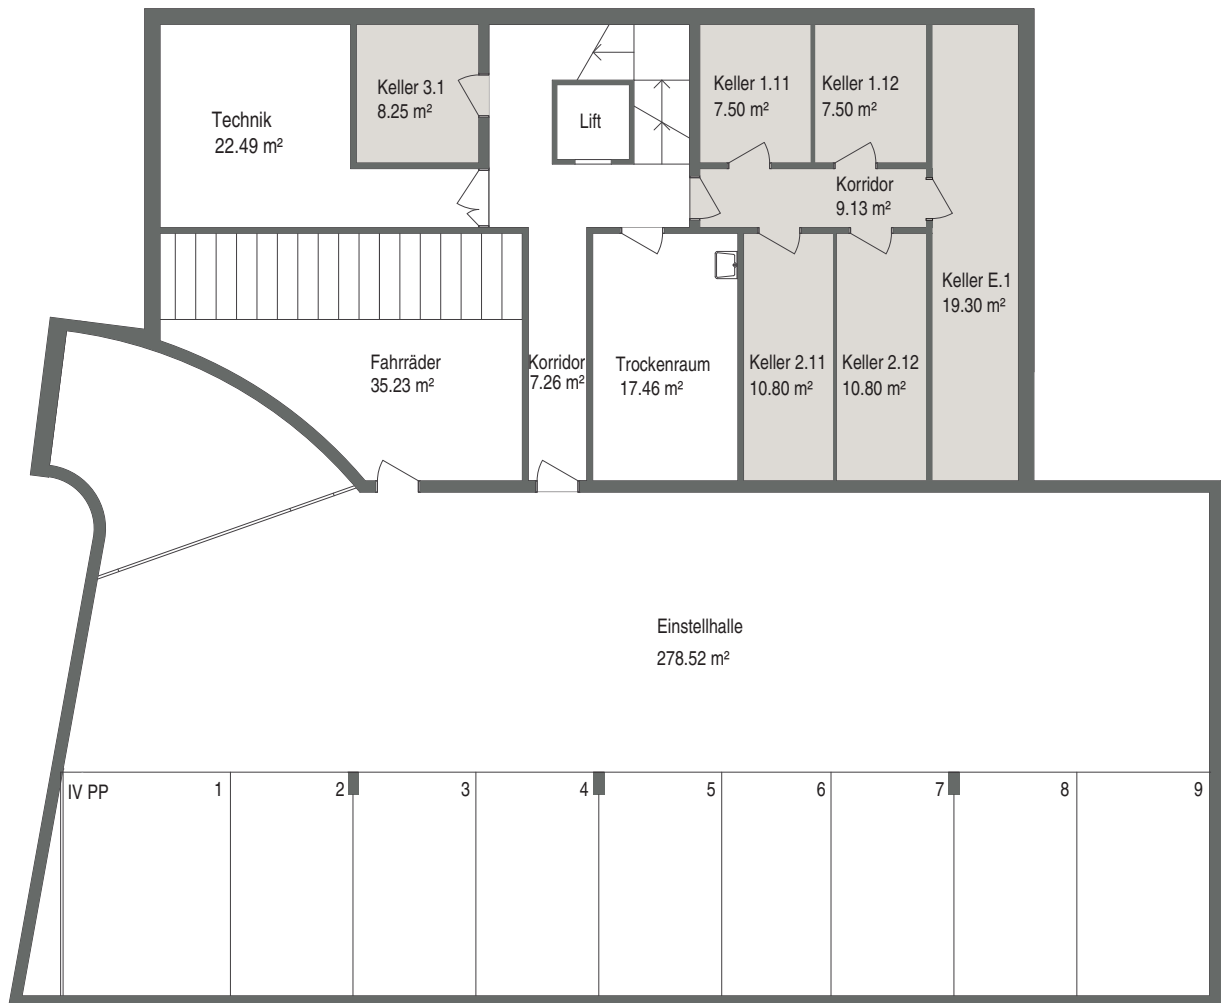 Technik
22.49 m²
Keller 3.1
8.25 m²
Lift
Keller 1.11
7.50 m²
Keller 1.12
7.50 m²
Korridor
9.13 m²
Keller E.1
19.30 m²
Fahrräder
35.23 m²
Korridor
7.26 m²
Trockenraum
17.46 m²
Keller 2.11
10.80 m²
Keller 2.12
10.80 m²
Einstellhalle
278.52 m²
IV PP 1 2 3 4 5 6 7 8 9